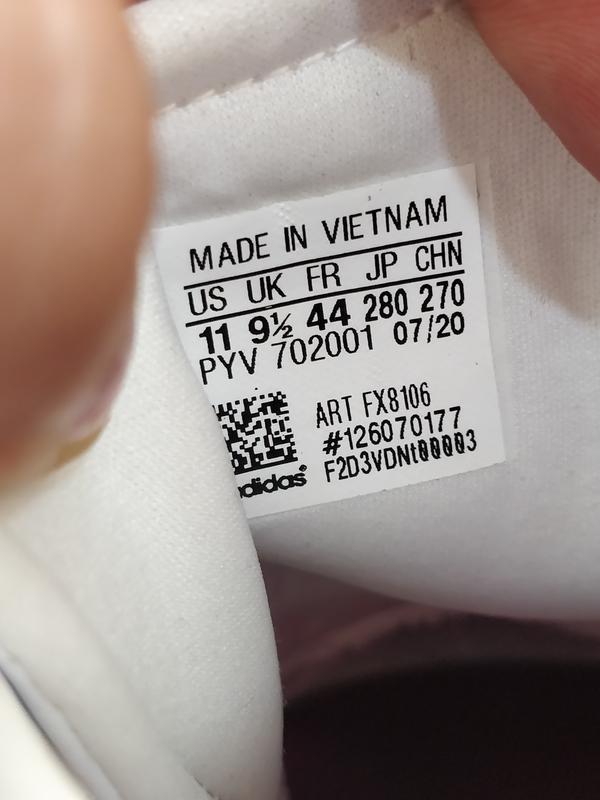 MADE IN VIETNAM
US UK FR JP CHN
11 9½ 44 280 270
PYV 702001 07/20
ART FX8106
#126070177
F2D3VDNt00003
adidas®